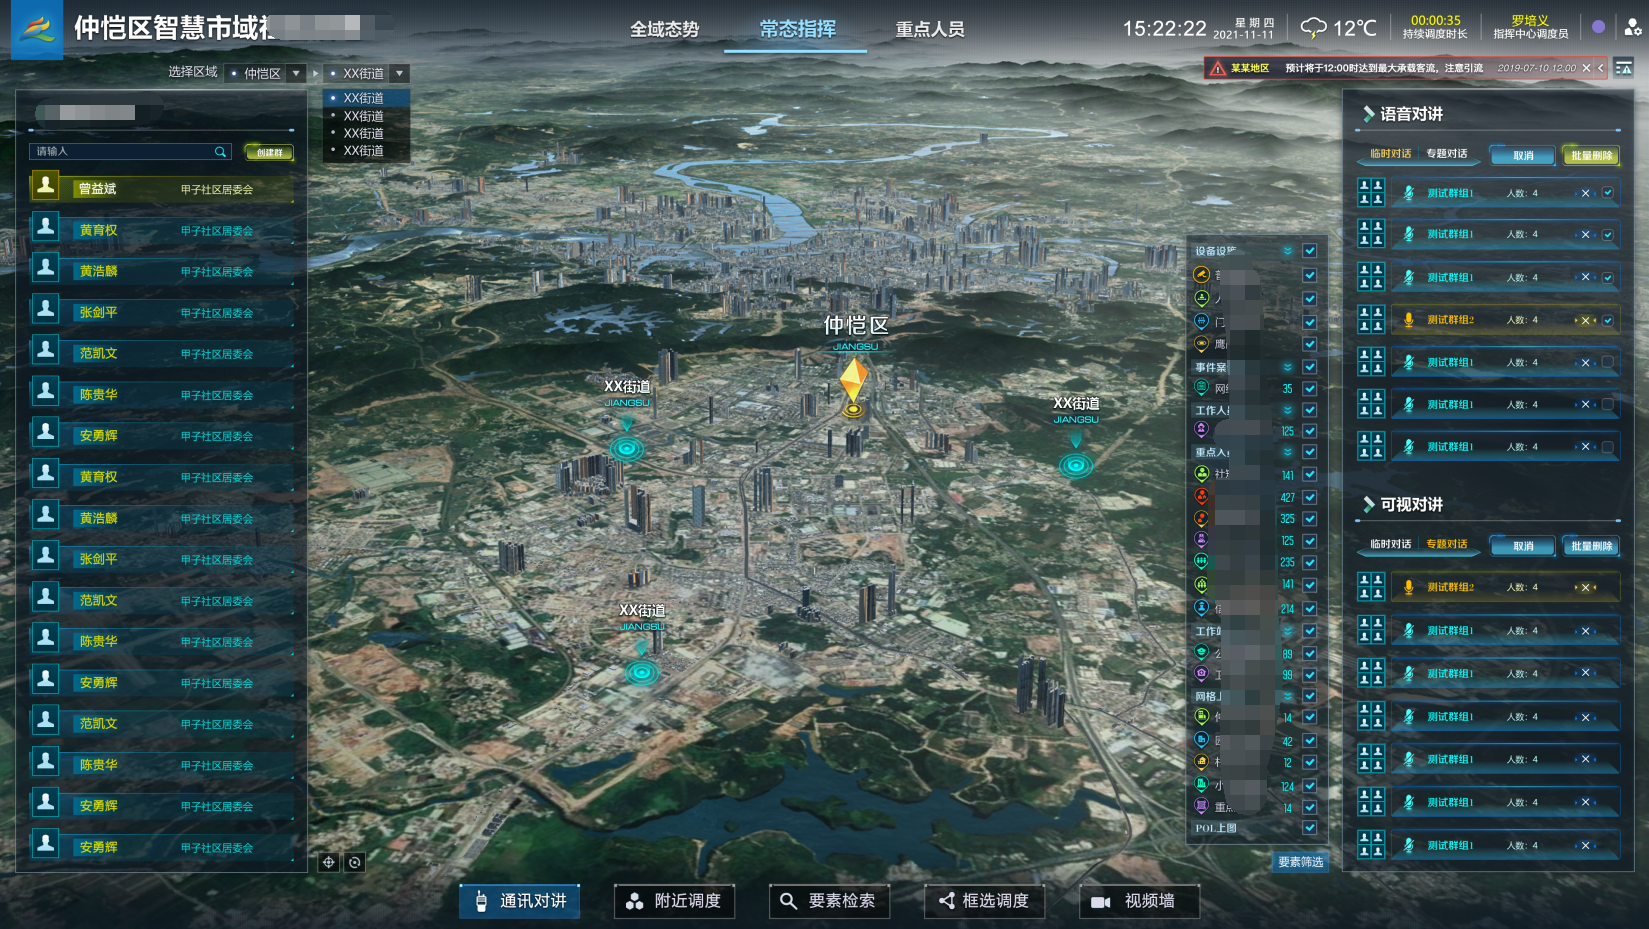 仲恺区智慧市域社
全域态势
常态指挥
重点人员
15:22:22
星期四
2021-11-11
12℃
00:00:35
持续调度时长
罗培义
指挥中心调度员
某某地区 预计将于12:00时达到最大承载客流，注意引流 2019-07-10 12:00
选择区域 仲恺区 XX街道
XX街道
XX街道
XX街道
XX街道
请输人
创建群
曾益斌 甲子社区居委会
黄育权 甲子社区居委会
黄浩麟 甲子社区居委会
张剑平 甲子社区居委会
范凯文 甲子社区居委会
陈贵华 甲子社区居委会
安勇辉 甲子社区居委会
黄育权 甲子社区居委会
黄浩麟 甲子社区居委会
张剑平 甲子社区居委会
范凯文 甲子社区居委会
陈贵华 甲子社区居委会
安勇辉 甲子社区居委会
范凯文 甲子社区居委会
陈贵华 甲子社区居委会
安勇辉 甲子社区居委会
安勇辉 甲子社区居委会
仲恺区
JIANGSU
XX街道
JIANGSU
XX街道
JIANGSU
XX街道
JIANGSU
设备设施
门
鹰
事件案
网络 35
工作人员
125
重点人
社 141
427
325
125
235
141
信 214
工作站
公 89
工 99
网格上
14
42
村 12
小 124
重点 14
POL上图
要素筛选
语音对讲
临时对话 专题对话 取消 批量删除
测试群组1 人数: 4
测试群组1 人数: 4
测试群组1 人数: 4
测试群组2 人数: 4
测试群组1 人数: 4
测试群组1 人数: 4
测试群组1 人数: 4
可视对讲
临时对话 专题对话 取消 批量删除
测试群组2 人数: 4
测试群组1 人数: 4
测试群组1 人数: 4
测试群组1 人数: 4
测试群组1 人数: 4
测试群组1 人数: 4
测试群组1 人数: 4
通讯对讲
附近调度
要素检索
框选调度
视频墙